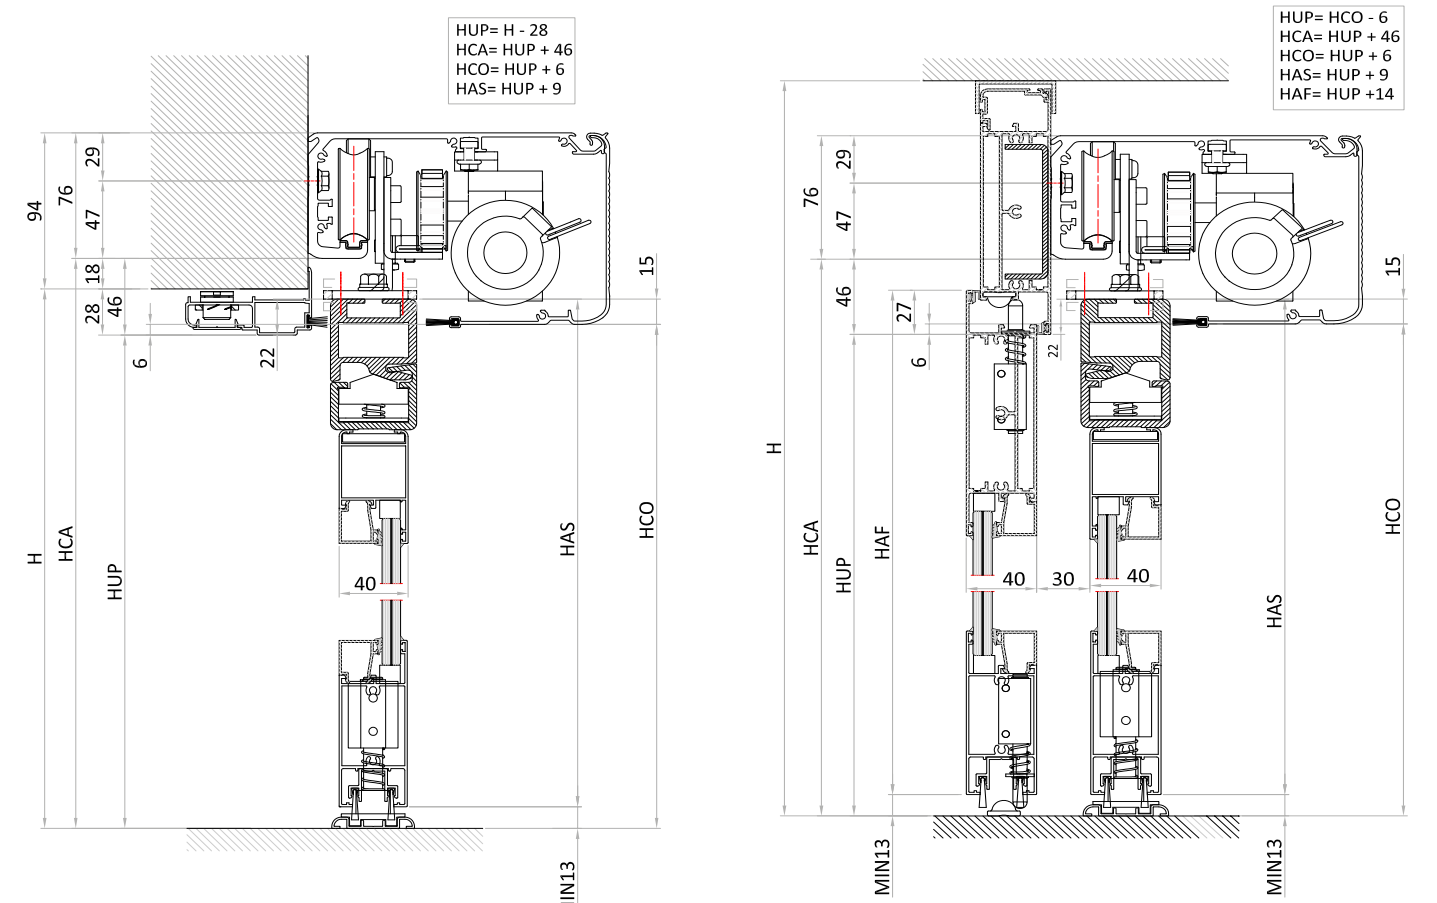 HUP= H - 28
HCA= HUP + 46
HCO= HUP + 6
HAS= HUP + 9
29
76
94
47
18
28
46
6
22
15
H
HCA
HUP
40
HAS
HCO
IN13
HUP= HCO - 6
HCA= HUP + 46
HCO= HUP + 6
HAS= HUP + 9
HAF= HUP +14
29
76
47
46
27
6
22
15
H
HCA
HUP
HAF
40
30
40
HAS
HCO
MIN13
MIN13